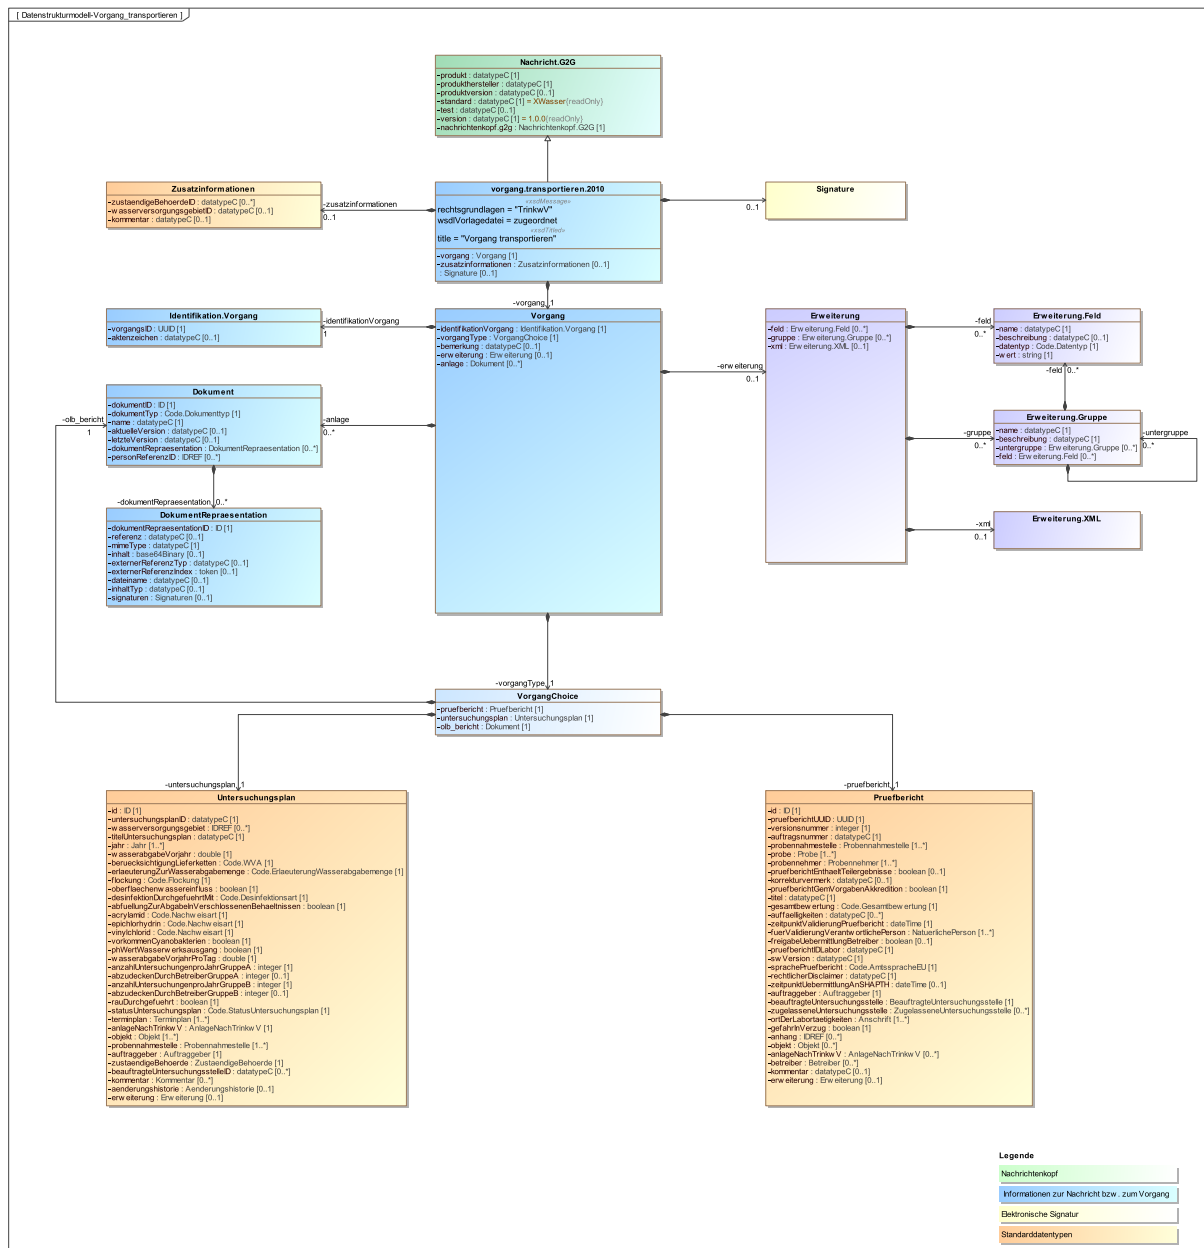 [ Datenstrukturmodell-Vorgang_transportieren ]
Nachricht.G2G
-produkt : datatypeC [1]
-produkthersteller : datatypeC [1]
-produktversion : datatypeC [0..1]
-standard : datatypeC [1] = XWasser{readOnly}
-test : datatypeC [0..1]
-version : datatypeC [1] = 1.0.0{readOnly}
-nachrichtenkopf.g2g : Nachrichtenkopf.G2G [1]
Zusatzinformationen
-zustaendigeBehoerdeID : datatypeC [0..*]
-wasserversorgungsgebietID : datatypeC [0..1]
-kommentar : datatypeC [0..1]
-zusatzinformationen
0..1
vorgang.transportieren.2010
«xsdMessage»
rechtsgrundlagen = "TrinkwV"
wsdlVorlagedatei = zugeordnet
«xsdTitled»
title = "Vorgang transportieren"
-vorgang : Vorgang [1]
-zusatzinformationen : Zusatzinformationen [0..1]
: Signature [0..1]
0..1
Signature
-vorgang 1
Identifikation.Vorgang
-vorgangsID : UUID [1]
-aktenzeichen : datatypeC [0..1]
-identifikationVorgang
1
Vorgang
-identifikationVorgang : Identifikation.Vorgang [1]
-vorgangType : VorgangChoice [1]
-bemerkung : datatypeC [0..1]
-erweiterung : Erweiterung [0..1]
-anlage : Dokument [0..*]
-erweiterung
0..1
Erweiterung
-feld : Erweiterung.Feld [0..*]
-gruppe : Erweiterung.Gruppe [0..*]
-xml : Erweiterung.XML [0..1]
-feld
0..*
Erweiterung.Feld
-name : datatypeC [1]
-beschreibung : datatypeC [0..1]
-datentyp : Code.Datentyp [1]
-wert : string [1]
-feld 0..*
Dokument
-dokumentID : ID [1]
-dokumentTyp : Code.Dokumenttyp [1]
-name : datatypeC [1]
-aktuelleVersion : datatypeC [0..1]
-letzteVersion : datatypeC [0..1]
-dokumentRepraesentation : DokumentRepraesentation [0..*]
-personReferenzID : IDREF [0..*]
-olb_bericht
1
-anlage
0..*
-gruppe
0..*
Erweiterung.Gruppe
-name : datatypeC [1]
-beschreibung : datatypeC [0..1]
-untergruppe : Erweiterung.Gruppe [0..*]
-feld : Erweiterung.Feld [0..*]
-untergruppe
0..*
-dokumentRepraesentation 0..*
DokumentRepraesentation
-dokumentRepraesentationID : ID [1]
-referenz : datatypeC [0..1]
-mimeType : datatypeC [1]
-inhalt : base64Binary [0..1]
-externerReferenzTyp : datatypeC [0..1]
-externerReferenzIndex : token [0..1]
-dateiname : datatypeC [0..1]
-inhaltTyp : datatypeC [0..1]
-signaturen : Signaturen [0..1]
-xml
0..1
Erweiterung.XML
-vorgangType 1
VorgangChoice
-pruefbericht : Pruefbericht [1]
-untersuchungsplan : Untersuchungsplan [1]
-olb_bericht : Dokument [1]
-untersuchungsplan 1
Untersuchungsplan
-id : ID [1]
-untersuchungsplanID : datatypeC [1]
-wasserversorgungsgebiet : IDREF [0..*]
-titelUntersuchungsplan : datatypeC [1]
-jahr : Jahr [1..*]
-wasserabgabeVorjahr : double [1]
-beruecksichtigungLieferketten : Code.WVA [1]
-erlaeuterungZurWasserabgabemenge : Code.ErlaeuterungWasserabgabemenge [1]
-flockung : Code.Flockung [1]
-oberflaechenwassereinfluss : boolean [1]
-desinfektionDurchgefuehrtMit : Code.Desinfektionsart [1]
-abfuellungZurAbgabeInVerschlossenenBehaeltnissen : boolean [1]
-acrylamid : Code.Nachweisart [1]
-epichlorhydrin : Code.Nachweisart [1]
-vinylchlorid : Code.Nachweisart [1]
-vorkommenCyanobakterien : boolean [1]
-phWertWasserwerksausgang : boolean [1]
-wasserabgabeVorjahrProTag : double [1]
-anzahlUntersuchungenproJahrGruppeA : integer [1]
-abzudeckenDurchBetreiberGruppeA : integer [0..1]
-anzahlUntersuchungenproJahrGruppeB : integer [1]
-abzudeckenDurchBetreiberGruppeB : integer [0..1]
-rauDurchgefuehrt : boolean [1]
-statusUntersuchungsplan : Code.StatusUntersuchungsplan [1]
-terminplan : Terminplan [1..*]
-anlageNachTrinkwV : AnlageNachTrinkwV [1]
-objekt : Objekt [1..*]
-probennahmestelle : Probennahmestelle [1..*]
-auftraggeber : Auftraggeber [1]
-zustaendigeBehoerde : ZustaendigeBehoerde [1]
-beauftragteUntersuchungsstelleID : datatypeC [0..*]
-kommentar : Kommentar [0..*]
-aenderungshistorie : Aenderungshistorie [0..1]
-erweiterung : Erweiterung [0..1]
-pruefbericht 1
Pruefbericht
-id : ID [1]
-pruefberichtUUID : UUID [1]
-versionsnummer : integer [1]
-auftragsnummer : datatypeC [1]
-probennahmestelle : Probennahmestelle [1..*]
-probe : Probe [1..*]
-probennehmer : Probennehmer [1..*]
-pruefberichtEnthaeltTeilergebnisse : boolean [0..1]
-korrekturvermerk : datatypeC [0..1]
-pruefberichtGemVorgabenAkkredition : boolean [1]
-titel : datatypeC [1]
-gesamtbewertung : Code.Gesamtbewertung [1]
-auffaelligkeiten : datatypeC [0..*]
-zeitpunktValidierungPruefbericht : dateTime [1]
-fuerValidierungVerantwortlichePerson : NatuerlichePerson [1..*]
-freigabeUebermittlungBetreiber : boolean [0..1]
-pruefberichtIDLabor : datatypeC [1]
-swVersion : datatypeC [1]
-sprachePruefbericht : Code.AmtsspracheEU [1]
-rechtlicherDisclaimer : datatypeC [1]
-zeitpunktUebermittlungAnSHAPTH : dateTime [0..1]
-auftraggeber : Auftraggeber [1]
-beauftragteUntersuchungsstelle : BeauftragteUntersuchungsstelle [1]
-zugelasseneUntersuchungsstelle : ZugelasseneUntersuchungsstelle [0..*]
-ortDerLabortaetigkeiten : Anschrift [1..*]
-gefahrInVerzug : boolean [1]
-anhang : IDREF [0..*]
-objekt : Objekt [0..*]
-anlageNachTrinkwV : AnlageNachTrinkwV [0..*]
-betreiber : Betreiber [0..*]
-kommentar : datatypeC [0..1]
-erweiterung : Erweiterung [0..1]
Legende
Nachrichtenkopf
Informationen zur Nachricht bzw. zum Vorgang
Elektronische Signatur
Standarddatentypen